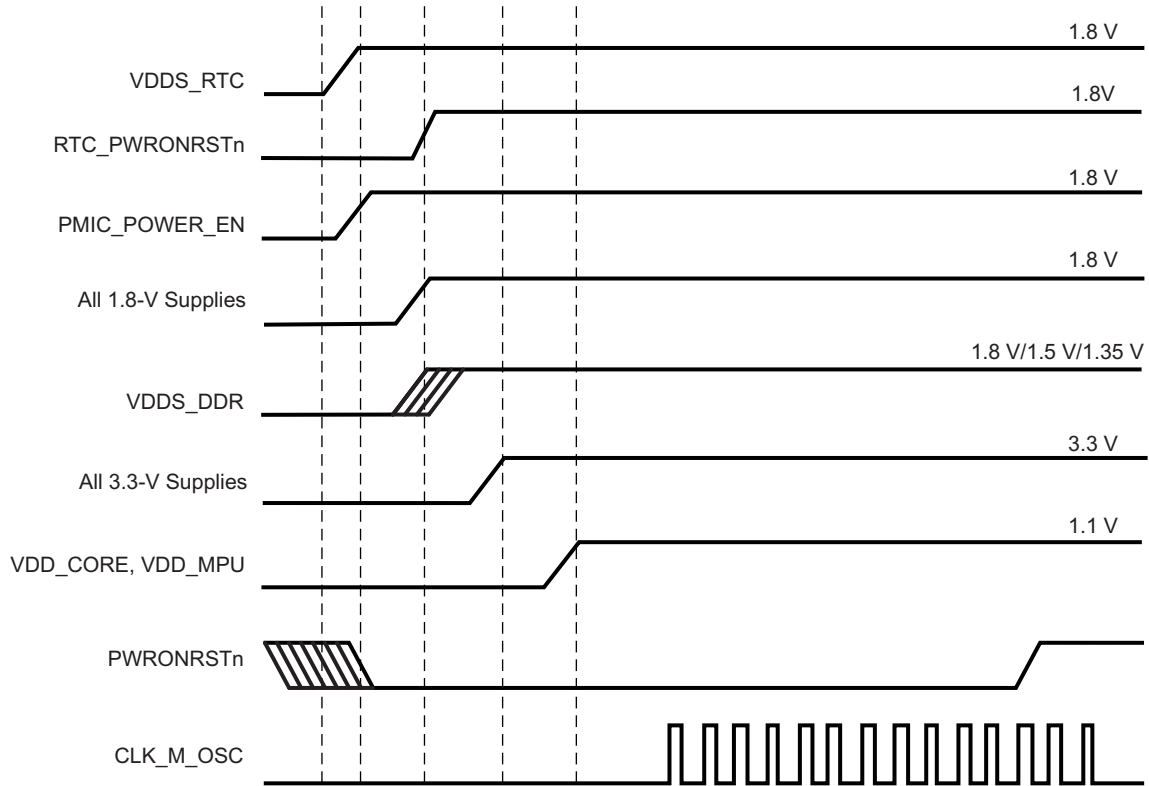 1.8 V
VDDS_RTC
1.8V
RTC_PWRONRSTn
1.8 V
PMIC_POWER_EN
1.8 V
All 1.8-V Supplies
1.8 V/1.5 V/1.35 V
VDDS_DDR
3.3 V
All 3.3-V Supplies
1.1 V
VDD_CORE, VDD_MPU
PWRONRSTn
CLK_M_OSC